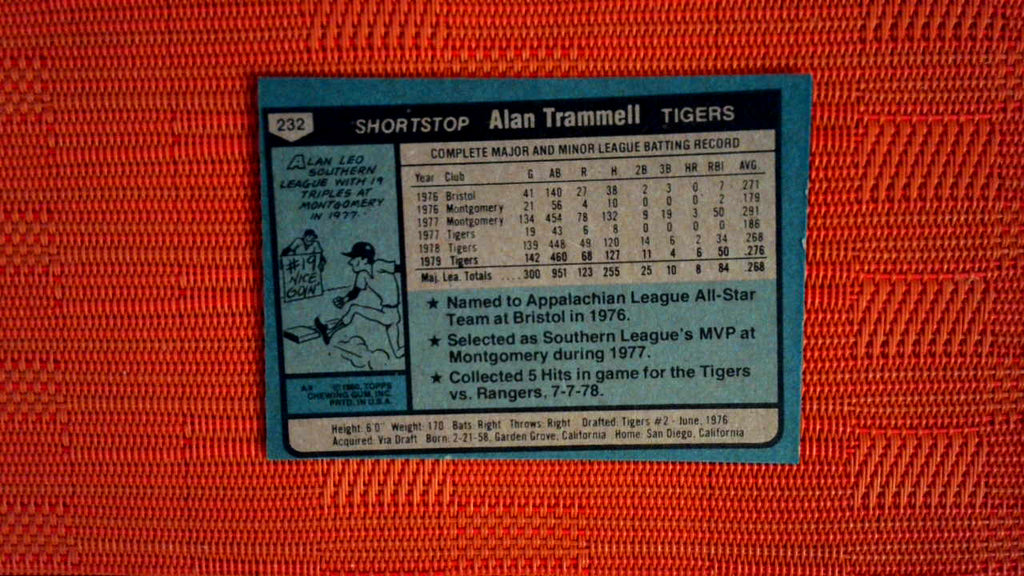 232 SHORTSTOP Alan Trammell TIGERS
ALAN LEO
SOUTHERN
LEAGUE WITH 19
TRIPLES AT
MONTGOMERY
IN 1977.
#19
NICE
GOIN'
A# © 1980, TOPPS
CHEWING GUM, INC.
PRTD. IN U.S.A.
COMPLETE MAJOR AND MINOR LEAGUE BATTING RECORD
Year Club G AB R H 2B 3B HR RBI AVG.
1976 Bristol 41 140 27 38 2 3 0 7 .271
1976 Montgomery 21 56 4 10 0 0 0 2 .179
1977 Montgomery 134 454 78 132 9 19 3 50 .291
1977 Tigers 19 43 6 8 0 0 0 0 .186
1978 Tigers 139 448 49 120 14 6 2 34 .268
1979 Tigers 142 460 68 127 11 4 6 50 .276
Maj. Lea. Totals .... 300 951 123 255 25 10 8 84 .268
★ Named to Appalachian League All-Star
Team at Bristol in 1976.
★ Selected as Southern League's MVP at
Montgomery during 1977.
★ Collected 5 Hits in game for the Tigers
vs. Rangers, 7-7-78.
Height: 6'0" Weight: 170 Bats: Right Throws: Right Drafted: Tigers #2 - June, 1976
Acquired: Via Draft Born: 2-21-58, Garden Grove, California Home: San Diego, California